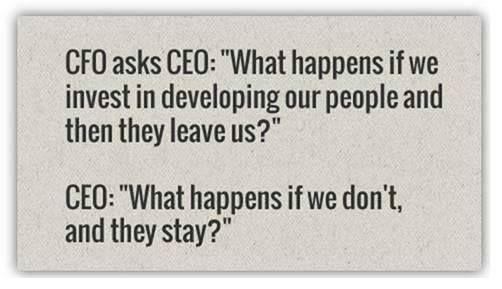 CFO asks CEO: "What happens if we
invest in developing our people and
then they leave us?"
CEO: "What happens if we don't,
and they stay?"